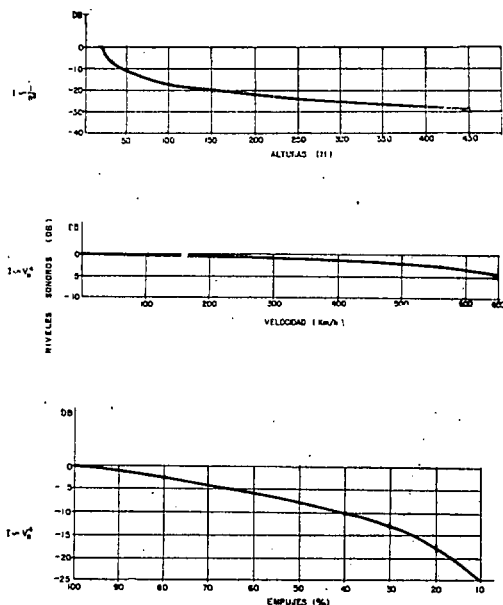 DB
0
-10
-20
-30
-40
50 100 150 200 250 300 350 400 450
ALTURAS (M)
DB
0
5
-10
100 200 300 400 500 600
VELOCIDAD (Km/h)
NIVELES SONOROS (DB)
DB
0
-5
-10
-15
-20
-25
100 90 80 70 60 50 40 30 20 10
EMPUJES (%)